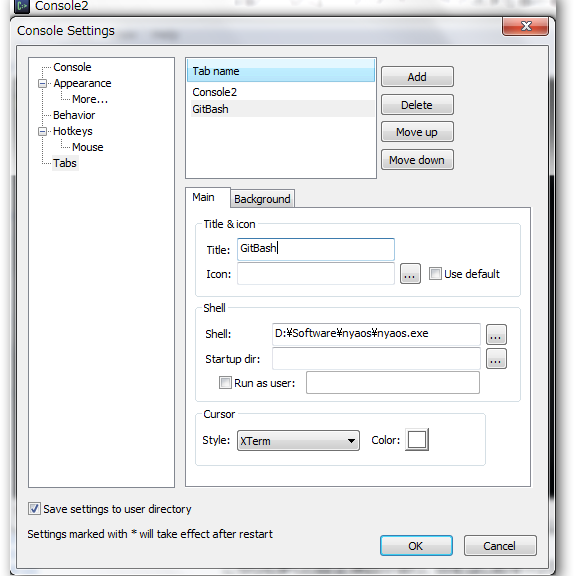 Console2
Console Settings
Console
Appearance
More...
Behavior
Hotkeys
Mouse
Tabs
Tab name
Console2
GitBash
Add
Delete
Move up
Move down
Main
Background
Title & icon
Title: GitBash
Icon: ... Use default
Shell
Shell: D:¥Software¥nyaos¥nyaos.exe ...
Startup dir: ...
Run as user:
Cursor
Style: XTerm Color:
Save settings to user directory
Settings marked with * will take effect after restart
OK Cancel